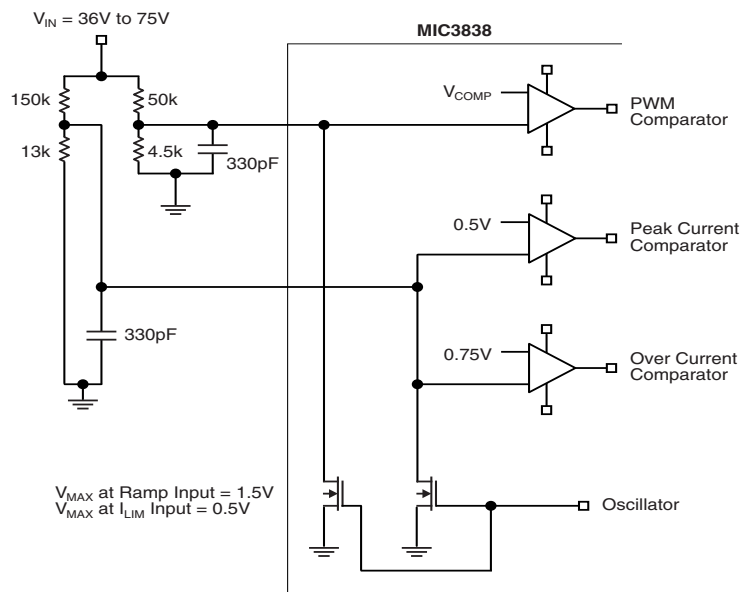 V_IN = 36V to 75V
MIC3838
150k
50k
V_COMP
PWM
Comparator
13k
4.5k
330pF
0.5V
Peak Current
Comparator
330pF
0.75V
Over Current
Comparator
V_MAX at Ramp Input = 1.5V
V_MAX at I_LIM Input = 0.5V
Oscillator